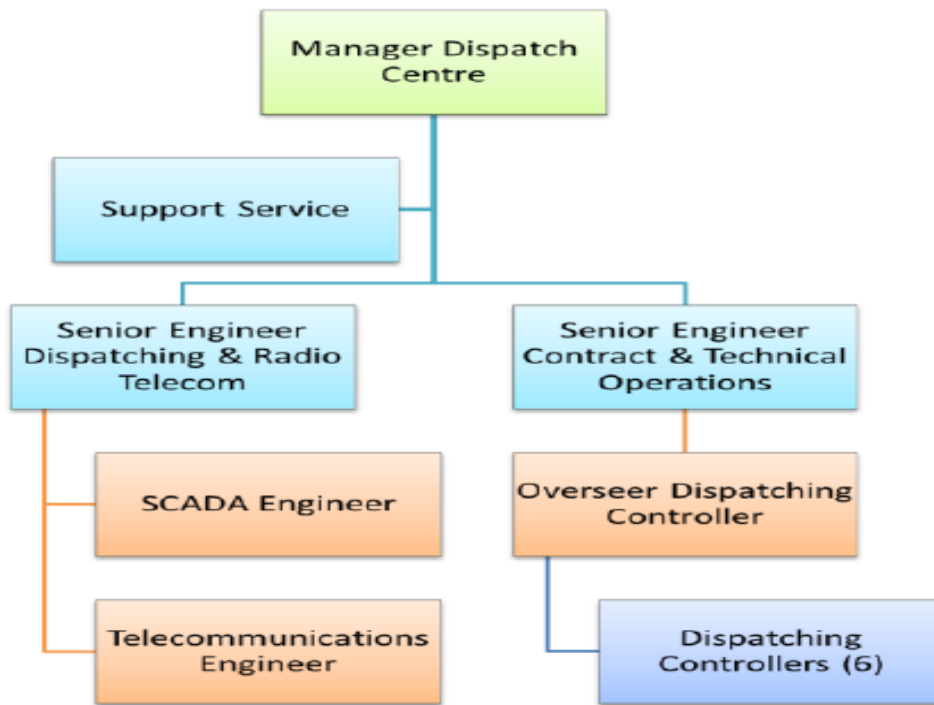 Manager Dispatch
Centre
Support Service
Senior Engineer
Dispatching & Radio
Telecom
Senior Engineer
Contract & Technical
Operations
SCADA Engineer
Overseer Dispatching
Controller
Telecommunications
Engineer
Dispatching
Controllers (6)